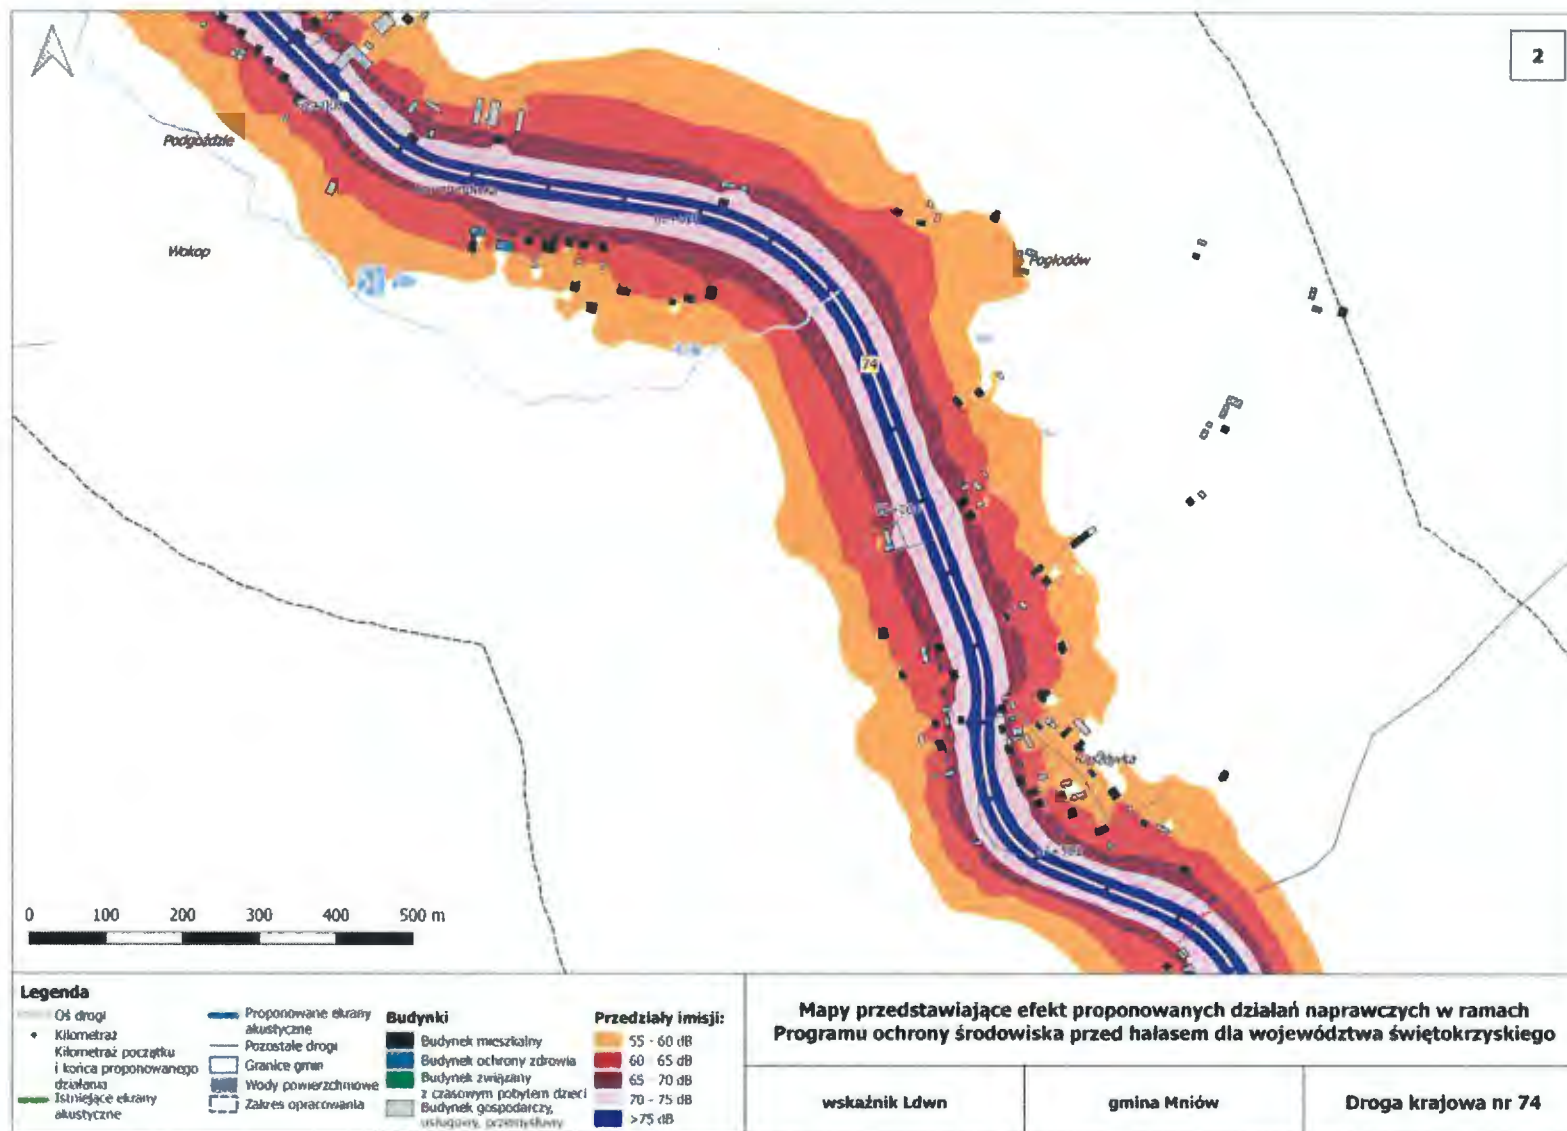 2
Podgóździe
Wokop
Pogłodów
74
0 100 200 300 400 500 m
Legenda
Oś drogi
Kilometraż
Kilometraż początku
i końca proponowanego
działania
Istniejące ekrany
akustyczne
Proponowane ekrany
akustyczne
Pozostałe drogi
Granice gmin
Wody powierzchniowe
Zakres opracowania
Budynki
Budynek mieszkalny
Budynek ochrony zdrowia
Budynek związany
z czasowym pobytem dzieci
Budynek gospodarczy,
usługowy, przemysłowy
Przedziały imisji:
55 - 60 dB
60 - 65 dB
65 - 70 dB
70 - 75 dB
>75 dB
Mapy przedstawiające efekt proponowanych działań naprawczych w ramach
Programu ochrony środowiska przed hałasem dla województwa świętokrzyskiego
wskaźnik Ldwn
gmina Mniów
Droga krajowa nr 74